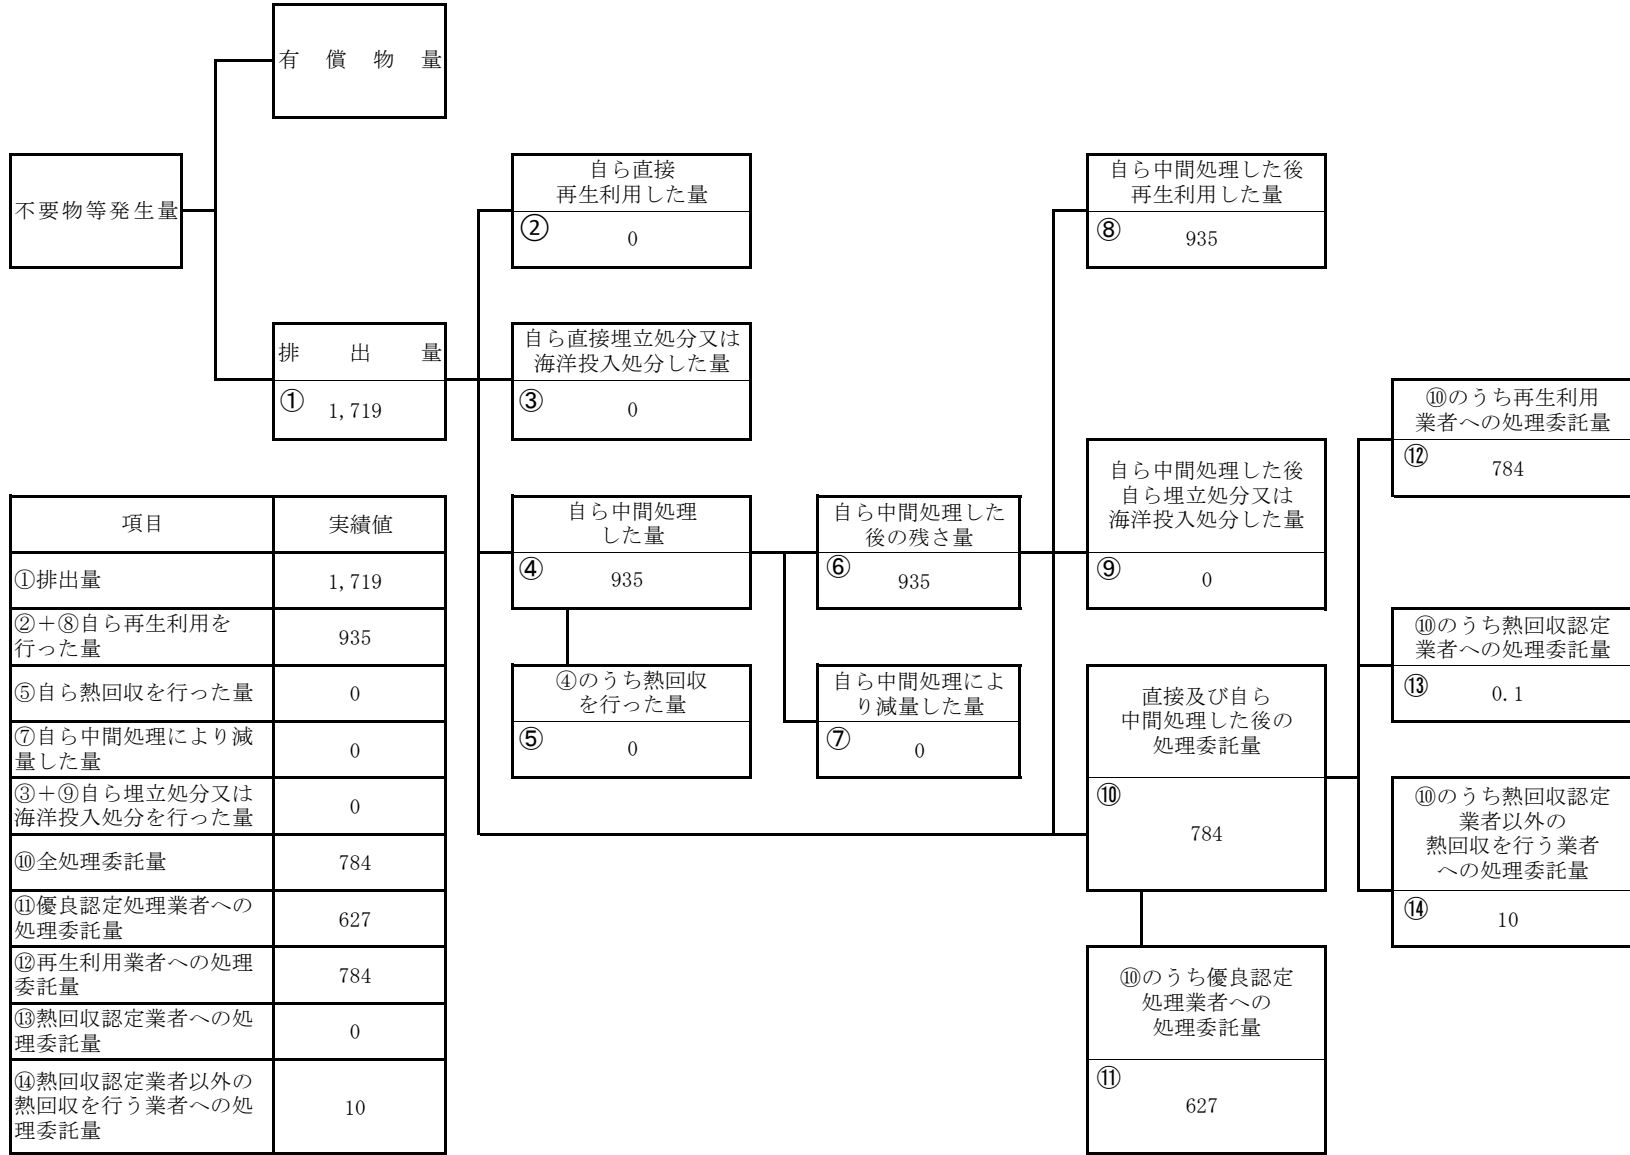 有償物量
不要物等発生量
排出量
①
1,719
自ら直接
再生利用した量
②
0
自ら直接埋立処分又は
海洋投入処分した量
③
0
自ら中間処理
した量
④
935
④のうち熱回収
を行った量
⑤
0
自ら中間処理した
後の残さ量
⑥
935
自ら中間処理によ
り減量した量
⑦
0
自ら中間処理した後
再生利用した量
⑧
935
自ら中間処理した後
自ら埋立処分又は
海洋投入処分した量
⑨
0
直接及び自ら
中間処理した後の
処理委託量
⑩
784
⑩のうち優良認定
処理業者への
処理委託量
⑪
627
⑩のうち再生利用
業者への処理委託量
⑫
784
⑩のうち熱回収認定
業者への処理委託量
⑬
0.1
⑩のうち熱回収認定
業者以外の
熱回収を行う業者
への処理委託量
⑭
10
項目 実績値
①排出量 1,719
②＋⑧自ら再生利用を
行った量 935
⑤自ら熱回収を行った量 0
⑦自ら中間処理により減
量した量 0
③＋⑨自ら埋立処分又は
海洋投入処分を行った量 0
⑩全処理委託量 784
⑪優良認定処理業者への
処理委託量 627
⑫再生利用業者への処理
委託量 784
⑬熱回収認定業者への処
理委託量 0
⑭熱回収認定業者以外の
熱回収を行う業者への処
理委託量 10